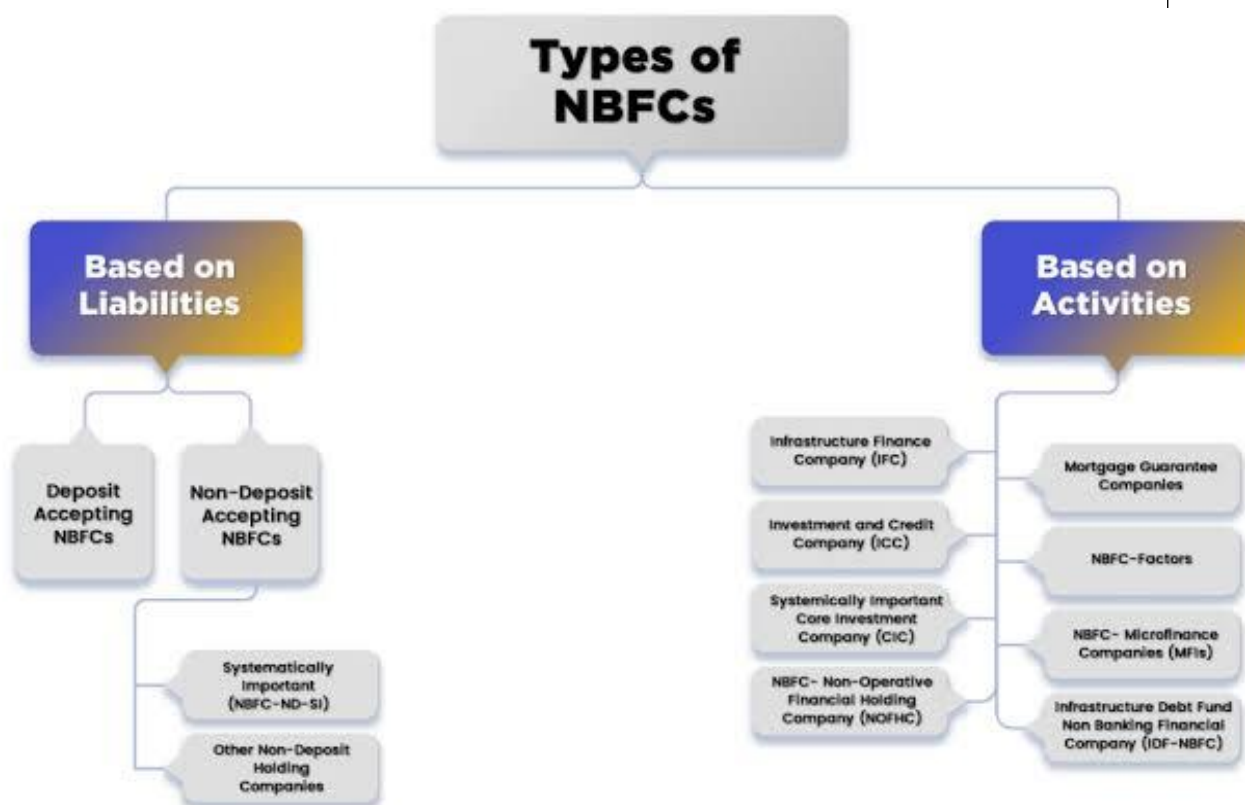 Types of
NBFCs
Based on
Liabilities
Deposit
Accepting
NBFCs
Non-Deposit
Accepting
NBFCs
Systematically
Important
(NBFC-ND-SI)
Other Non-Deposit
Holding
Companies
Based on
Activities
Infrastructure Finance
Company (IFC)
Investment and Credit
Company (ICC)
Systemically Important
Core Investment
Company (CIC)
NBFC- Non-Operative
Financial Holding
Company (NOFHC)
Mortgage Guarantee
Companies
NBFC-Factors
NBFC- Microfinance
Companies (MFIs)
Infrastructure Debt Fund
Non Banking Financial
Company (IDF-NBFC)